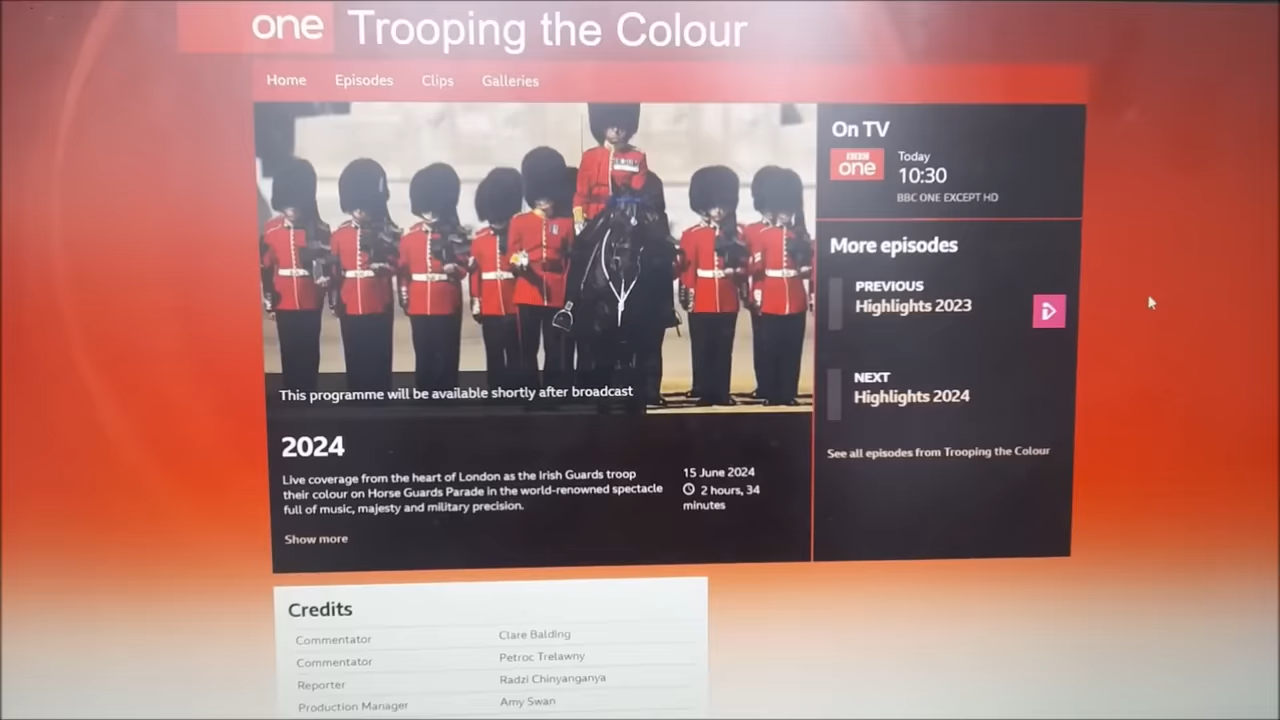 one Trooping the Colour
Home Episodes Clips Galleries
This programme will be available shortly after broadcast
2024
Live coverage from the heart of London as the Irish Guards troop
their colour on Horse Guards Parade in the world-renowned spectacle
full of music, majesty and military precision.
Show more
15 June 2024
2 hours, 34
minutes
On TV
BBC
one
Today
10:30
BBC ONE EXCEPT HD
More episodes
PREVIOUS
Highlights 2023
NEXT
Highlights 2024
See all episodes from Trooping the Colour
Credits
Commentator Clare Balding
Commentator Petroc Trelawny
Reporter Radzi Chinyanganya
Production Manager Amy Swan